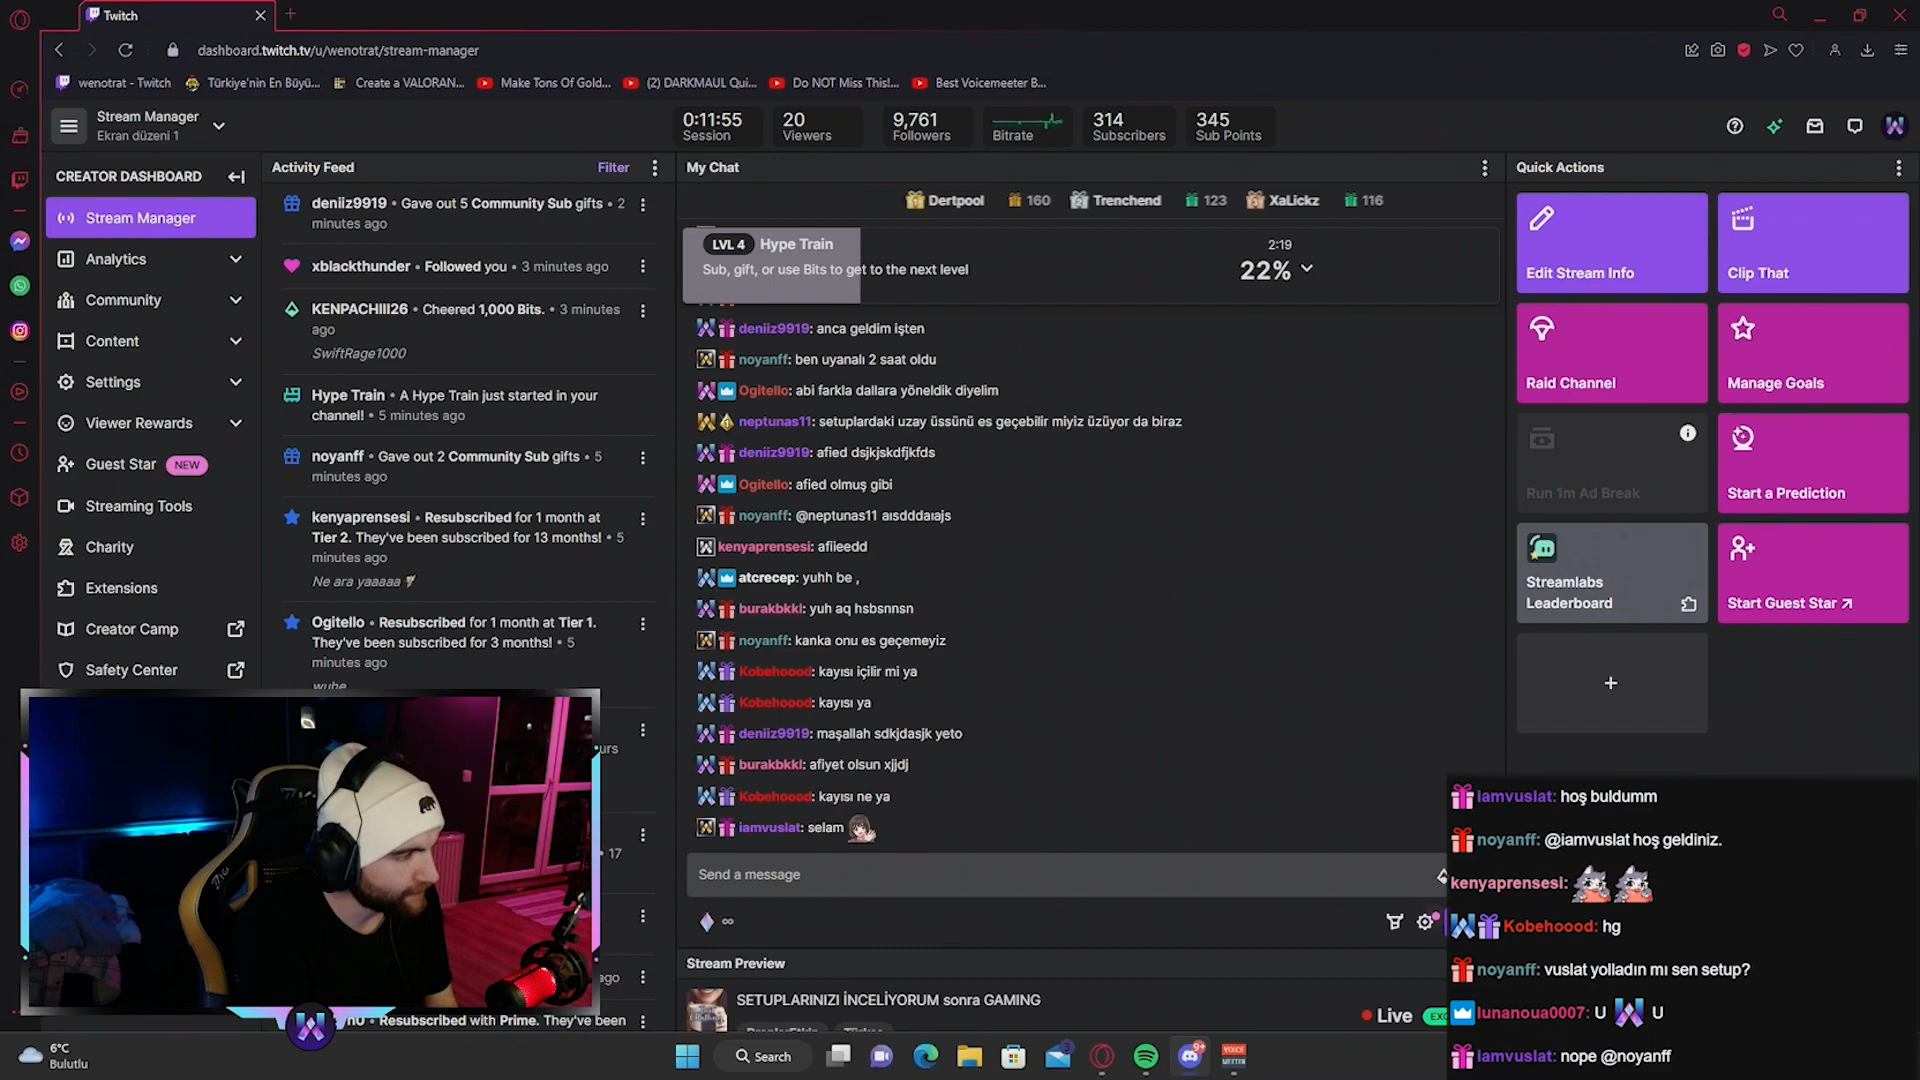 Twitch
dashboard.twitch.tv/u/wenotrat/stream-manager
wenotrat - Twitch
Türkiye'nin En Büyü...
Create a VALORAN...
Make Tons Of Gold...
(2) DARKMAUL Qui...
Do NOT Miss This!...
Best Voicemeeter B...
Stream Manager
Ekran düzeni 1
0:11:55
Session
20
Viewers
9,761
Followers
Bitrate
314
Subscribers
345
Sub Points
CREATOR DASHBOARD
Stream Manager
Analytics
Community
Content
Settings
Viewer Rewards
Guest Star NEW
Streaming Tools
Charity
Extensions
Creator Camp
Safety Center
Activity Feed
Filter
deniiz9919 • Gave out 5 Community Sub gifts • 2
minutes ago
xblackthunder • Followed you • 3 minutes ago
KENPACHIII26 • Cheered 1,000 Bits. • 3 minutes
ago
SwiftRage1000
Hype Train • A Hype Train just started in your
channel! • 5 minutes ago
noyanff • Gave out 2 Community Sub gifts • 5
minutes ago
kenyaprensesi • Resubscribed for 1 month at
Tier 2. They've been subscribed for 13 months! • 5
minutes ago
Ne ara yaaaaa
Ogitello • Resubscribed for 1 month at Tier 1.
They've been subscribed for 3 months! • 5
minutes ago
wuhe
urs
• 17
ago
• Resubscribed with Prime. They've been
My Chat
Dertpool 160
Trenchend 123
XaLickz 116
LVL 4 Hype Train
Sub, gift, or use Bits to get to the next level
2:19
22%
deniiz9919: anca geldim işten
noyanff: ben uyanalı 2 saat oldu
Ogitello: abi farkla dallara yöneldik diyelim
neptunas11: setuplardaki uzay üssünü es geçebilir miyiz üzüyor da biraz
deniiz9919: afied dsjkjskdfjkfds
Ogitello: afied olmuş gibi
noyanff: @neptunas11 aısdddaıajs
kenyaprensesi: afiieedd
atcrecep: yuhh be ,
burakbkkl: yuh aq hsbsnnsn
noyanff: kanka onu es geçemeyiz
Kobehoood: kayısı içilir mi ya
Kobehoood: kayısı ya
deniiz9919: maşallah sdkjdasjk yeto
burakbkkl: afiyet olsun xjjdj
Kobehoood: kayısı ne ya
iamvuslat: selam
Send a message
Stream Preview
SETUPLARINIZI İNCELİYORUM sonra GAMING
Live
Quick Actions
Edit Stream Info
Clip That
Raid Channel
Manage Goals
Run 1m Ad Break
Start a Prediction
Streamlabs
Leaderboard
Start Guest Star
iamvuslat: hoş buldumm
noyanff: @iamvuslat hoş geldiniz.
kenyaprensesi:
Kobehoood: hg
noyanff: vuslat yolladın mı sen setup?
lunanoua0007: U U
iamvuslat: nope @noyanff
6°C
Bulutlu
Search
3
9+
VOICE
MEETER